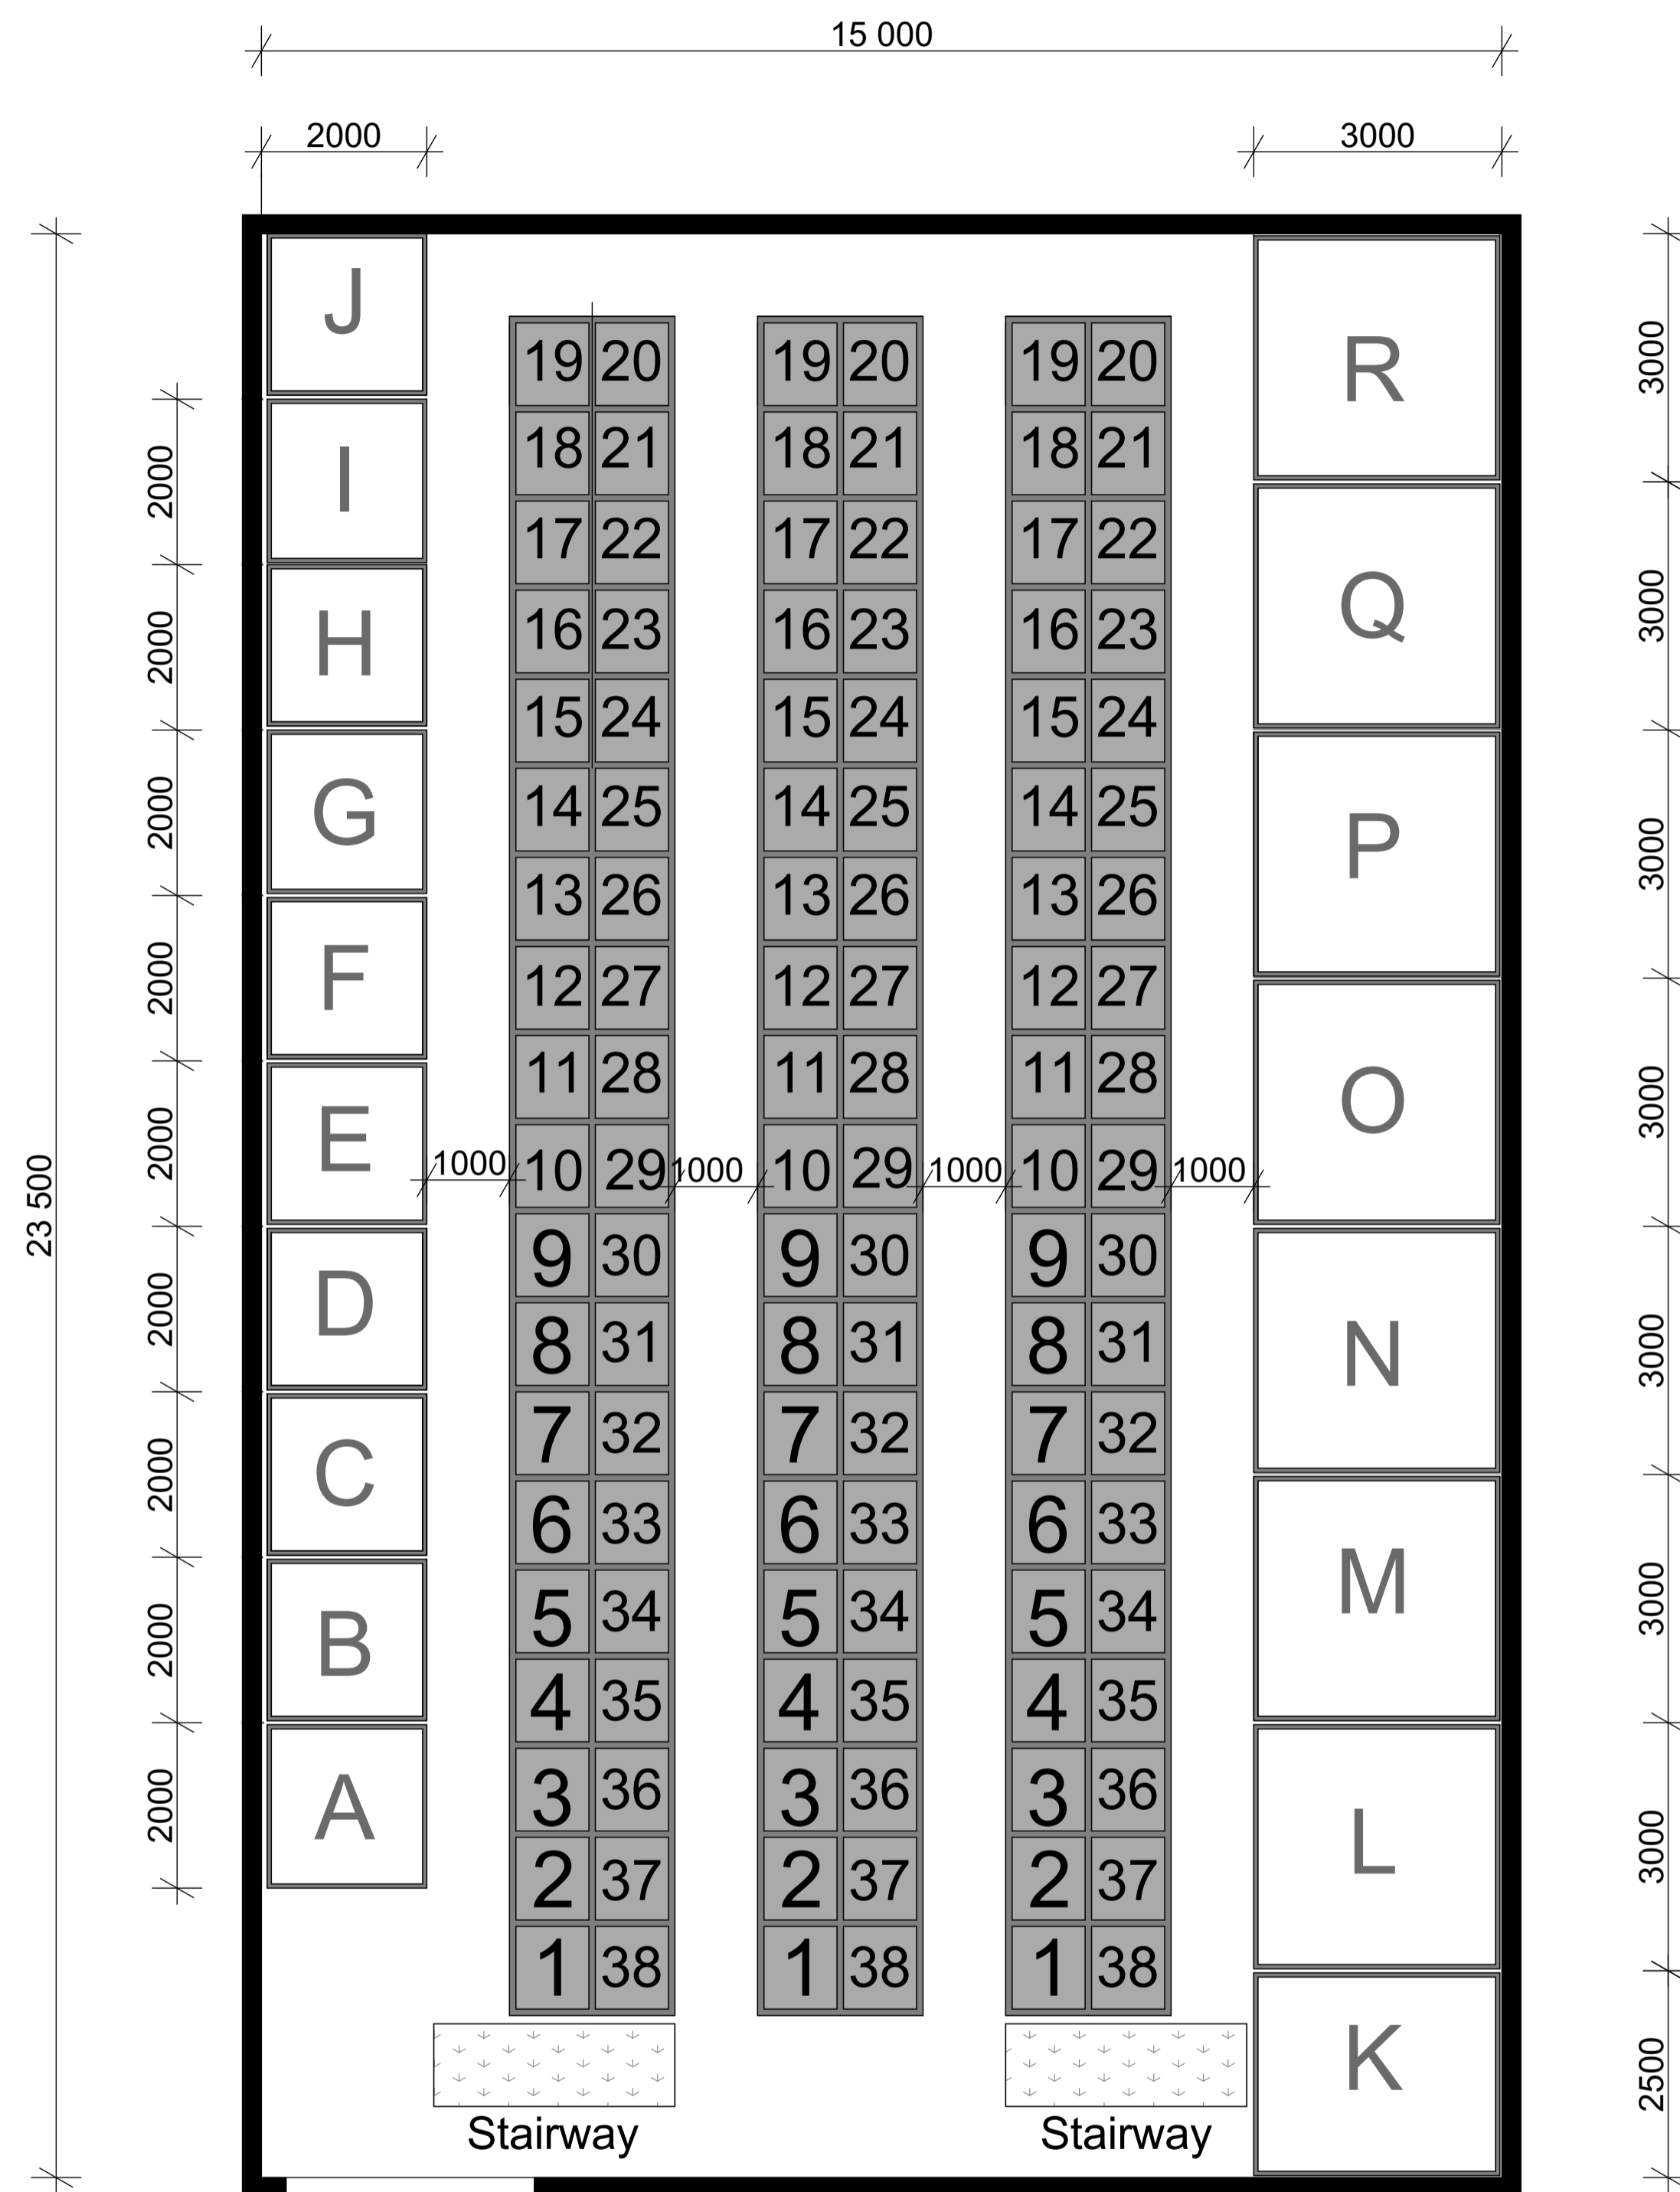 15 000
2000 3000
J
I
H
G
F
E
D
C
B
A
19 20 19 20 19 20
18 21 18 21 18 21
17 22 17 22 17 22
16 23 16 23 16 23
15 24 15 24 15 24
14 25 14 25 14 25
13 26 13 26 13 26
12 27 12 27 12 27
11 28 11 28 11 28
1000 10 29 1000 10 29 1000 10 29 1000
9 30 9 30 9 30
8 31 8 31 8 31
7 32 7 32 7 32
6 33 6 33 6 33
5 34 5 34 5 34
4 35 4 35 4 35
3 36 3 36 3 36
2 37 2 37 2 37
1 38 1 38 1 38
Stairway Stairway
R
Q
P
O
N
M
L
K
23 500
2000
2000
2000
2000
2000
2000
2000
2000
2000
3000
3000
3000
3000
3000
3000
3000
2500